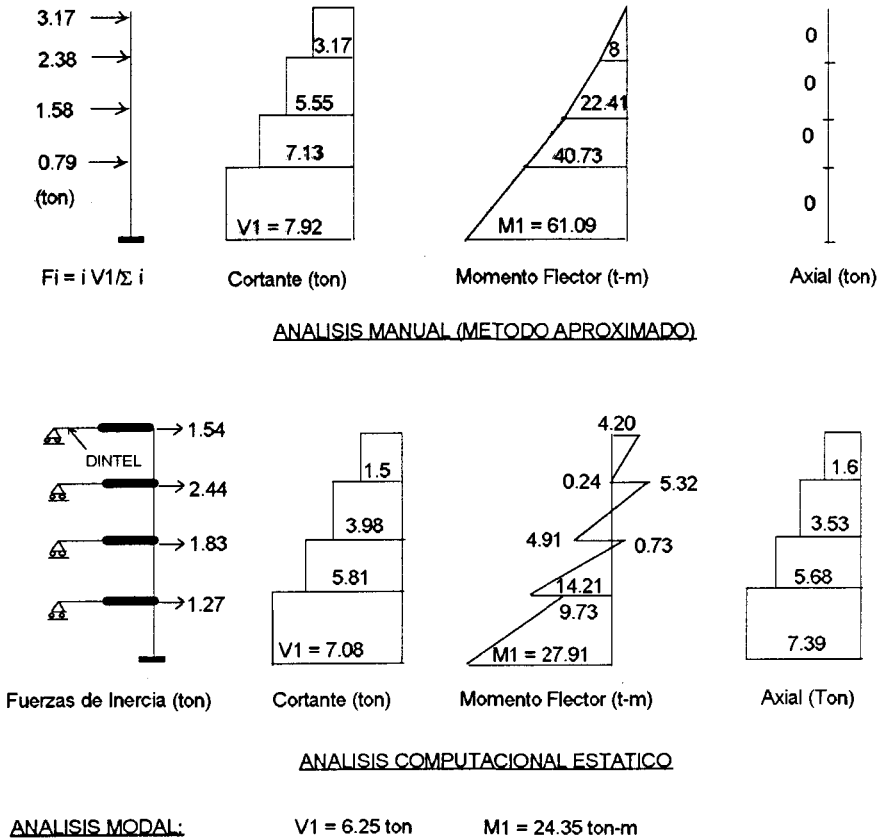 3.17
2.38
1.58
0.79
(ton)
3.17
5.55
7.13
V1 = 7.92
8
22.41
40.73
M1 = 61.09
0
0
0
0
Fi = i V1/Σ i
Cortante (ton)
Momento Flector (t-m)
Axial (ton)
ANALISIS MANUAL (METODO APROXIMADO)
1.54
DINTEL
2.44
1.83
1.27
1.5
3.98
5.81
V1 = 7.08
4.20
0.24
5.32
4.91
0.73
14.21
9.73
M1 = 27.91
1.6
3.53
5.68
7.39
Fuerzas de Inercia (ton)
Cortante (ton)
Momento Flector (t-m)
Axial (Ton)
ANALISIS COMPUTACIONAL ESTATICO
ANALISIS MODAL: V1 = 6.25 ton M1 = 24.35 ton-m